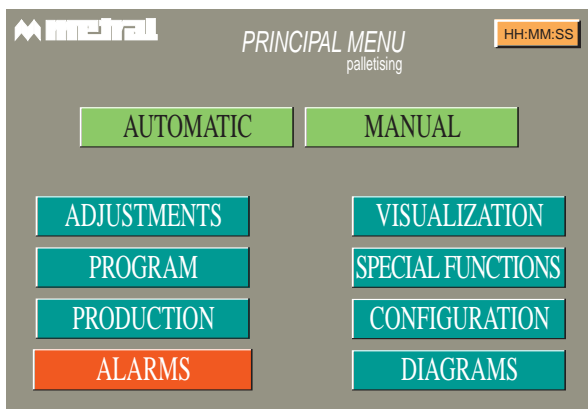 metral
PRINCIPAL MENU
HH:MM:SS
palletising
AUTOMATIC
MANUAL
ADJUSTMENTS
VISUALIZATION
PROGRAM
SPECIAL FUNCTIONS
PRODUCTION
CONFIGURATION
ALARMS
DIAGRAMS